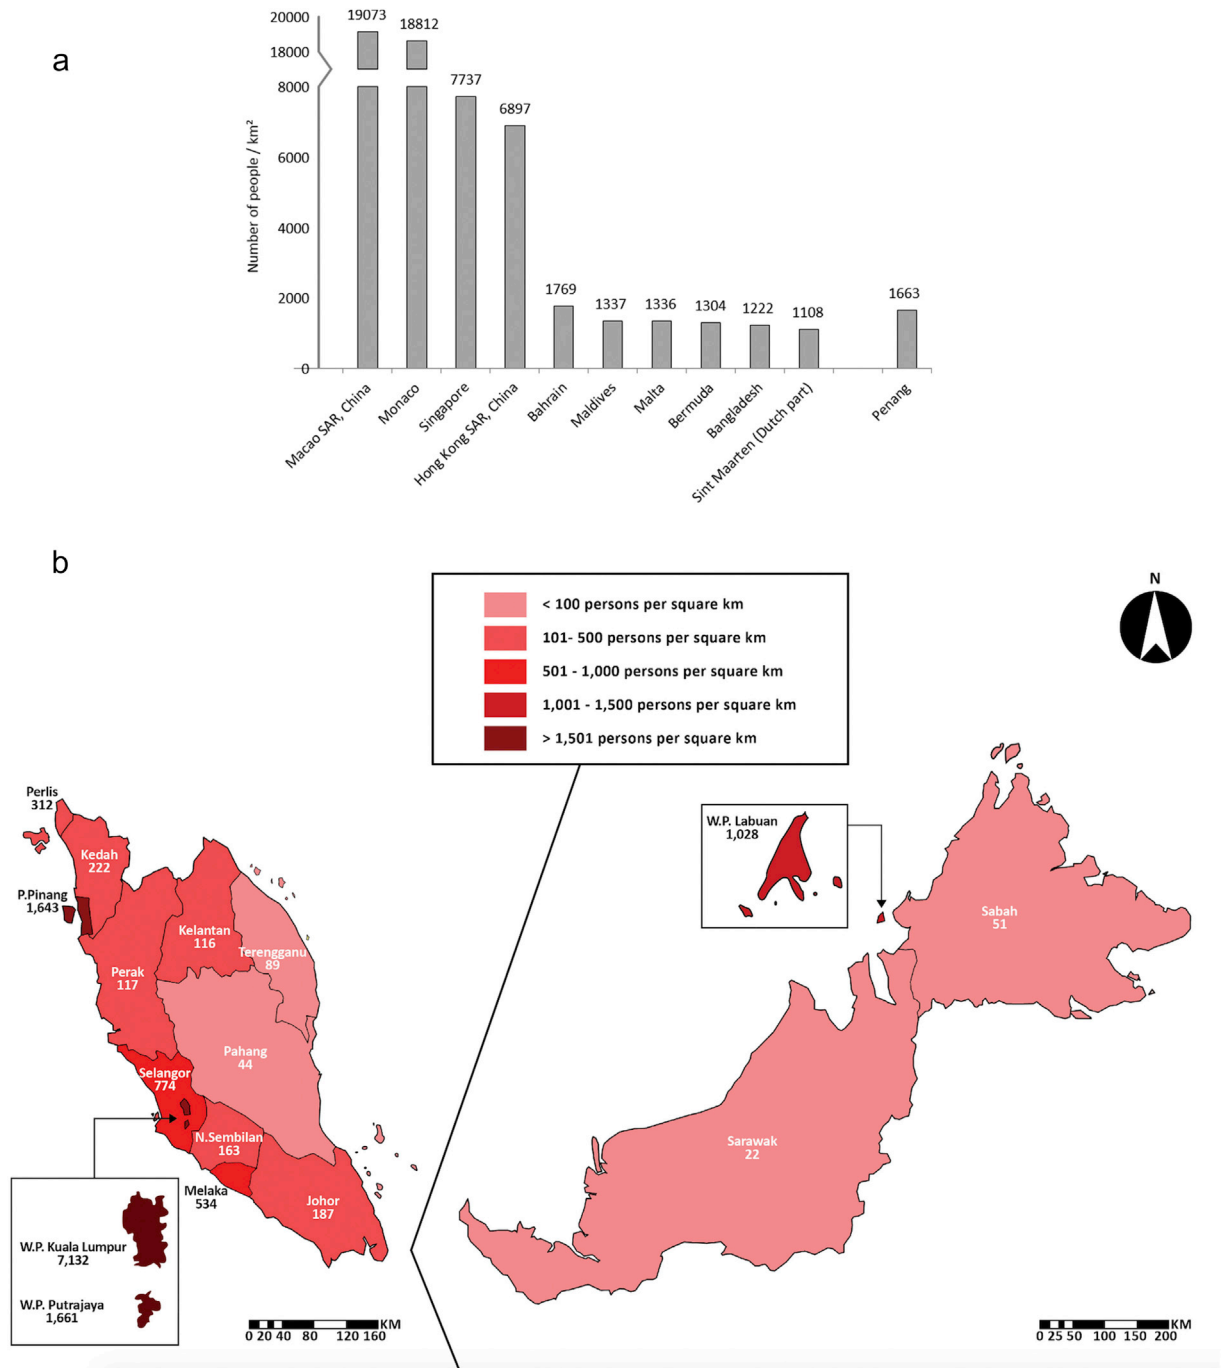 a
20000
18000
8000
6000
4000
2000
0
Number of people / km²
19073
18812
7737
6897
1769
1337
1336
1304
1222
1108
1663
Macao SAR, China
Monaco
Singapore
Hong Kong SAR, China
Bahrain
Maldives
Malta
Bermuda
Bangladesh
Sint Maarten (Dutch part)
Penang
b
< 100 persons per square km
101- 500 persons per square km
501 - 1,000 persons per square km
1,001 - 1,500 persons per square km
> 1,501 persons per square km
N
Perlis
312
Kedah
222
P.Pinang
1,643
Kelantan
116
Terengganu
89
Perak
117
Pahang
44
Selangor
774
N.Sembilan
163
Melaka
534
Johor
187
W.P. Kuala Lumpur
7,132
W.P. Putrajaya
1,661
0 20 40 80 120 160 KM
W.P. Labuan
1,028
Sabah
51
Sarawak
22
0 25 50 100 150 200 KM